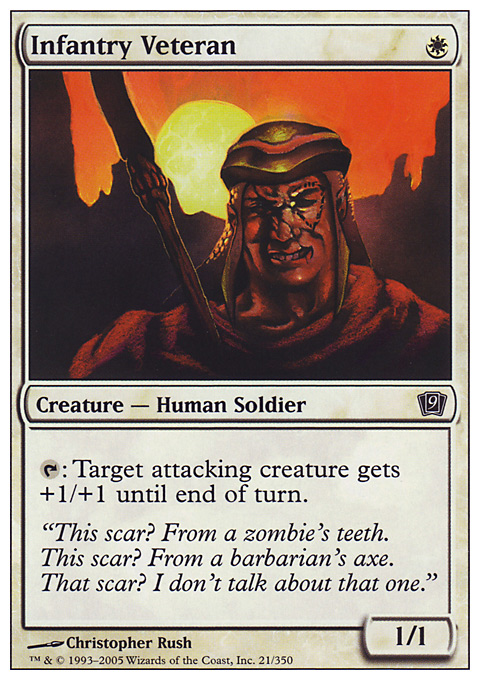 Infantry Veteran
Creature — Human Soldier
9
: Target attacking creature gets
+1/+1 until end of turn.
“This scar? From a zombie’s teeth.
This scar? From a barbarian’s axe.
That scar? I don’t talk about that one.”
Christopher Rush
1/1
™ & © 1993–2005 Wizards of the Coast, Inc. 21/350